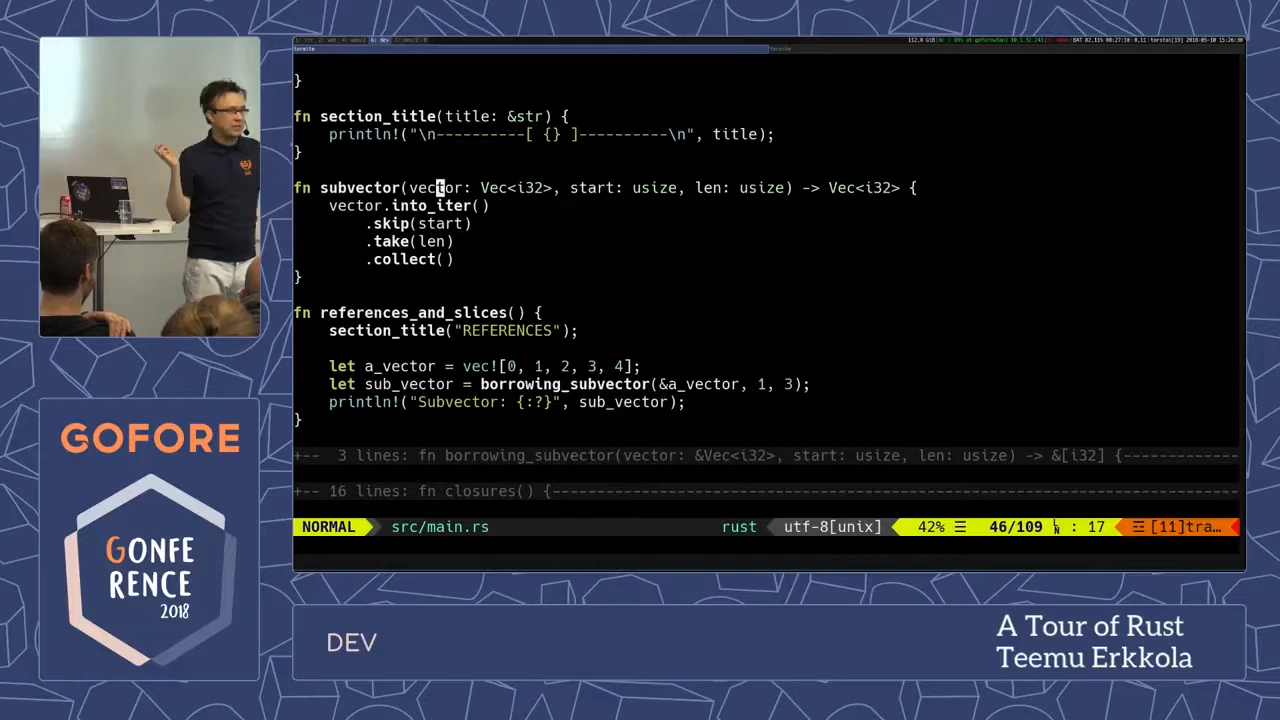 }
fn section_title(title: &str) {
println!("\n----------[ {} ]----------\n", title);
}
fn subvector(vector: Vec<i32>, start: usize, len: usize) -> Vec<i32> {
vector.into_iter()
.skip(start)
.take(len)
.collect()
}
fn references_and_slices() {
section_title("REFERENCES");
let a_vector = vec![0, 1, 2, 3, 4];
let sub_vector = borrowing_subvector(&a_vector, 1, 3);
println!("Subvector: {:?}", sub_vector);
}
+-- 3 lines: fn borrowing_subvector(vector: &Vec<i32>, start: usize, len: usize) -> &[i32] {-------------
+-- 16 lines: fn closures() {-----------------------------------------------------------------------------
NORMAL src/main.rs rust utf-8[unix] 42% ☰ 46/109 : 17 ☲ [11]tra…
GOFORE
GONFE
RENCE
2018
DEV
A Tour of Rust
Teemu Erkkola